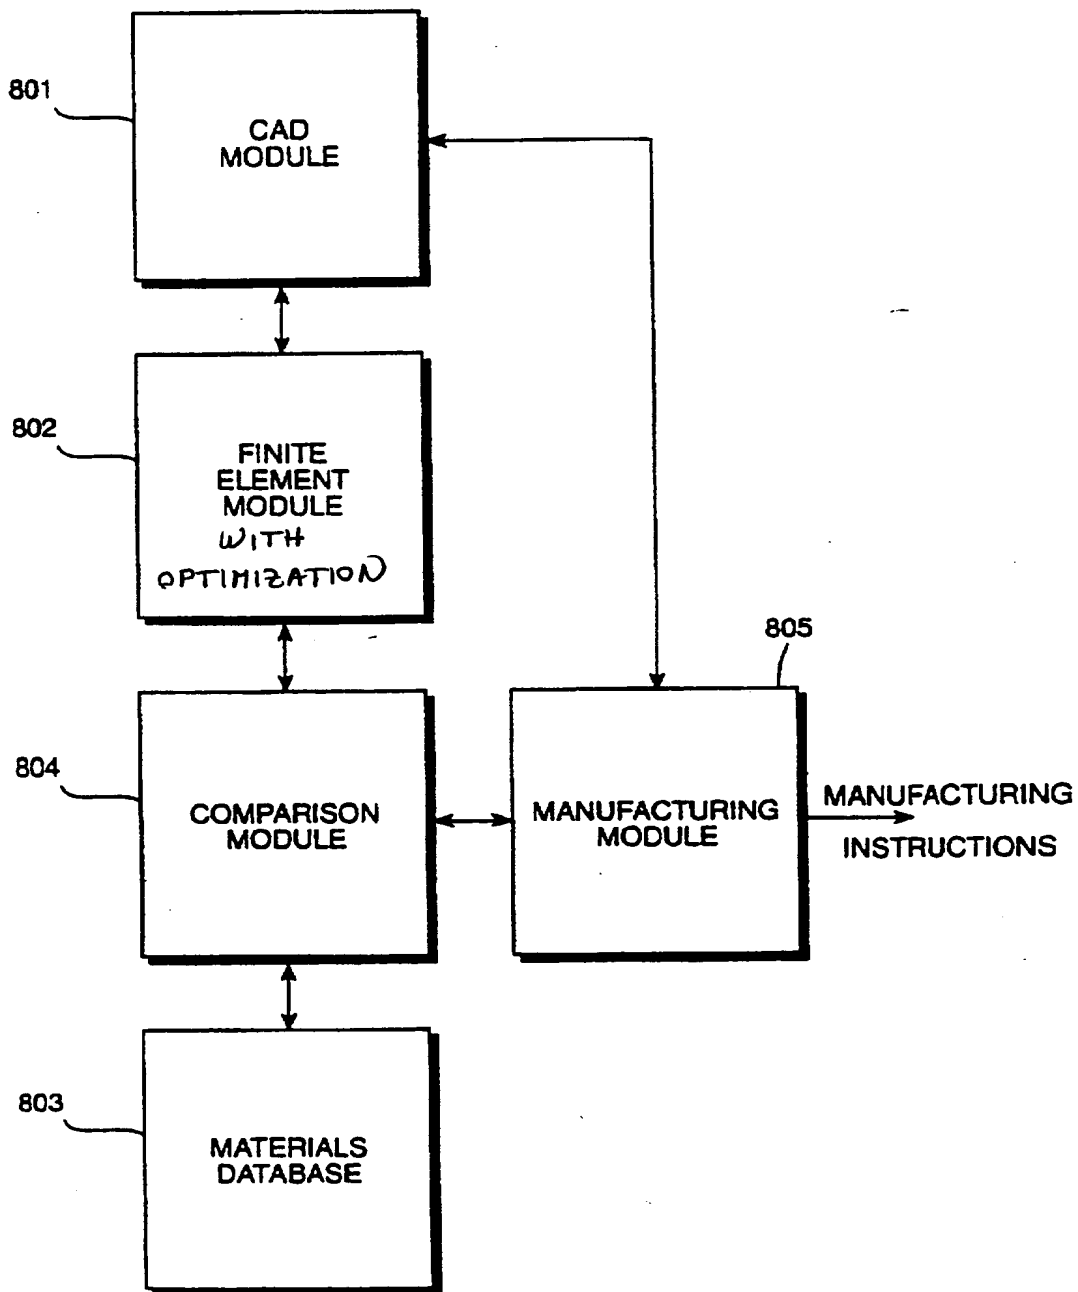 801
CAD
MODULE
802
FINITE
ELEMENT
MODULE
WITH
OPTIMIZATION
805
804
COMPARISON
MODULE
MANUFACTURING
MODULE
MANUFACTURING
INSTRUCTIONS
803
MATERIALS
DATABASE